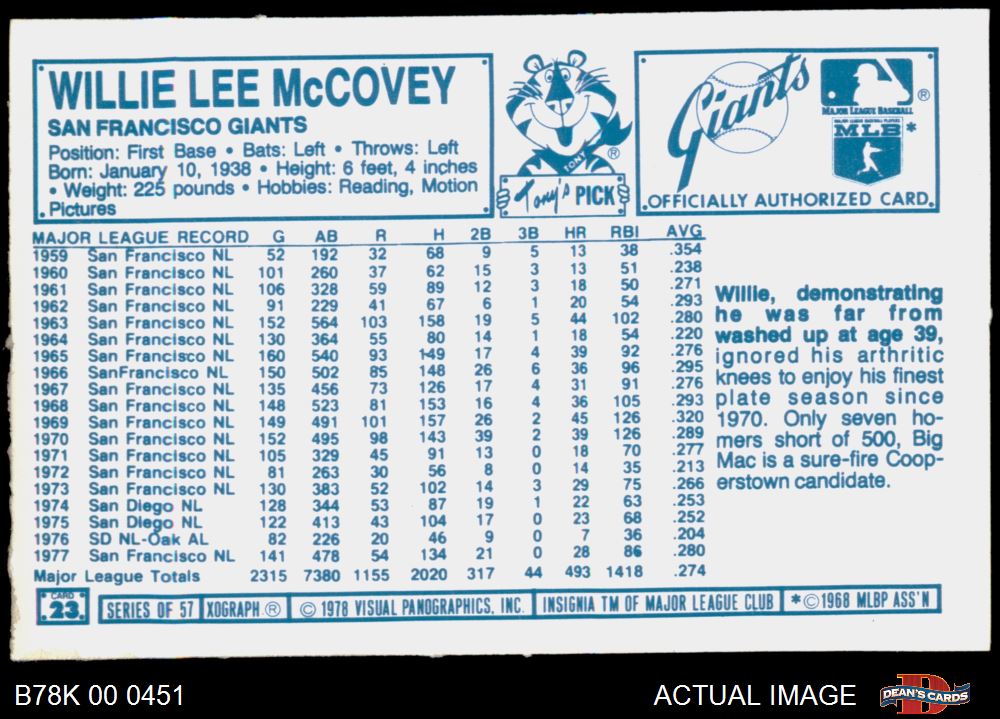 WILLIE LEE McCOVEY
SAN FRANCISCO GIANTS
Position: First Base • Bats: Left • Throws: Left
Born: January 10, 1938 • Height: 6 feet, 4 inches
• Weight: 225 pounds • Hobbies: Reading, Motion
Pictures
TONY ®
Tony's PICK
Giants
MAJOR LEAGUE BASEBALL ®
MAJOR LEAGUE BASEBALL PLAYERS
MLB *
OFFICIALLY AUTHORIZED CARD.
MAJOR LEAGUE RECORD G AB R H 2B 3B HR RBI AVG
1959 San Francisco NL 52 192 32 68 9 5 13 38 .354
1960 San Francisco NL 101 260 37 62 15 3 13 51 .238
1961 San Francisco NL 106 328 59 89 12 3 18 50 .271
1962 San Francisco NL 91 229 41 67 6 1 20 54 .293
1963 San Francisco NL 152 564 103 158 19 5 44 102 .280
1964 San Francisco NL 130 364 55 80 14 1 18 54 .220
1965 San Francisco NL 160 540 93 149 17 4 39 92 .276
1966 SanFrancisco NL 150 502 85 148 26 6 36 96 .295
1967 San Francisco NL 135 456 73 126 17 4 31 91 .276
1968 San Francisco NL 148 523 81 153 16 4 36 105 .293
1969 San Francisco NL 149 491 101 157 26 2 45 126 .320
1970 San Francisco NL 152 495 98 143 39 2 39 126 .289
1971 San Francisco NL 105 329 45 91 13 0 18 70 .277
1972 San Francisco NL 81 263 30 56 8 0 14 35 .213
1973 San Francisco NL 130 383 52 102 14 3 29 75 .266
1974 San Diego NL 128 344 53 87 19 1 22 63 .253
1975 San Diego NL 122 413 43 104 17 0 23 68 .252
1976 SD NL-Oak AL 82 226 20 46 9 0 7 36 .204
1977 San Francisco NL 141 478 54 134 21 0 28 86 .280
Major League Totals 2315 7380 1155 2020 317 44 493 1418 .274
Willie, demonstrating
he was far from
washed up at age 39,
ignored his arthritic
knees to enjoy his finest
plate season since
1970. Only seven ho-
mers short of 500, Big
Mac is a sure-fire Coop-
erstown candidate.
CARD
23
SERIES OF 57 XOGRAPH ® © 1978 VISUAL PANOGRAPHICS, INC. INSIGNIA TM OF MAJOR LEAGUE CLUB *© 1968 MLBP ASS'N
B78K 00 0451 ACTUAL IMAGE DEAN'S CARDS